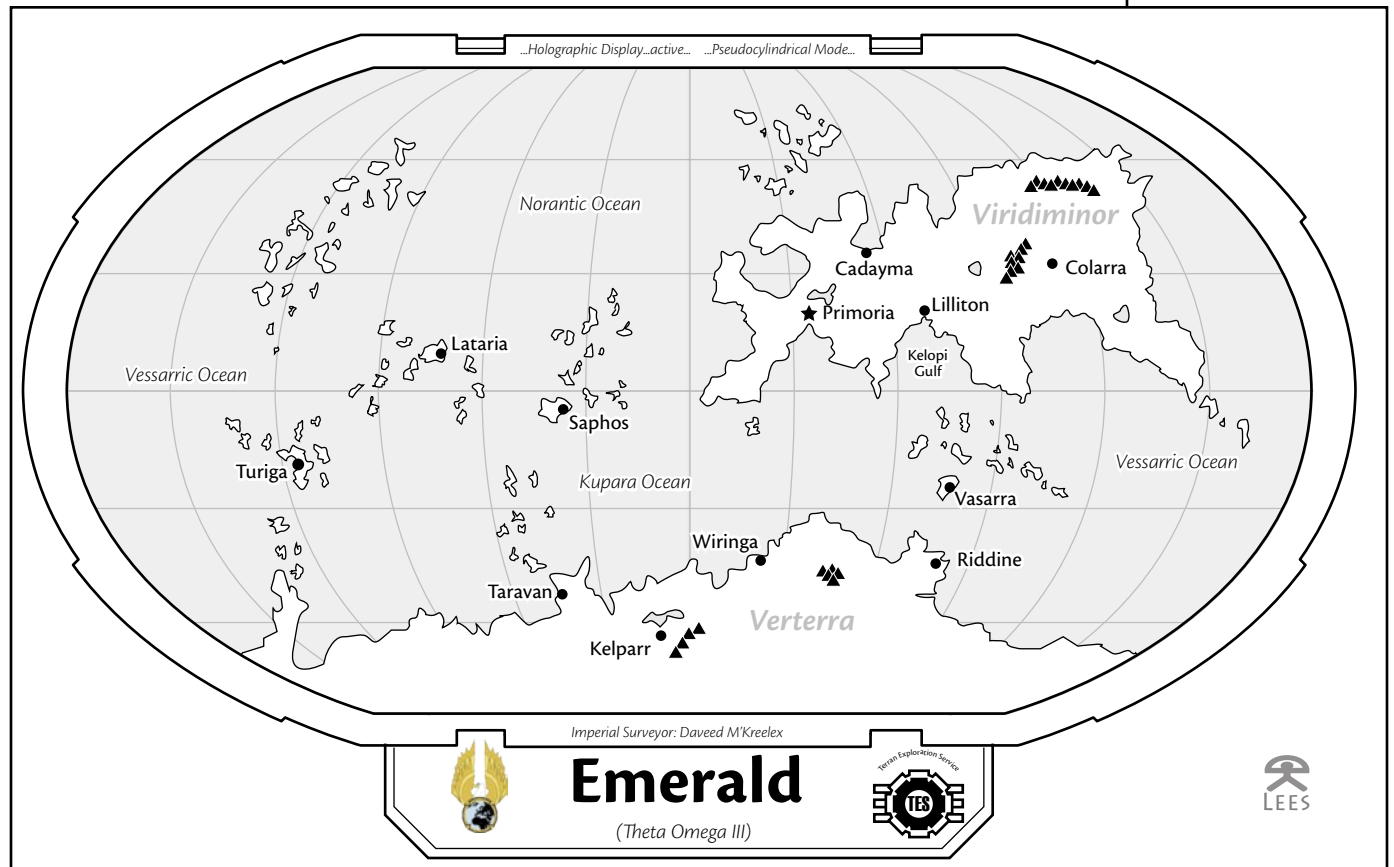 ...Holographic Display...active... ...Pseudocylindrical Mode...
Norantic Ocean
Viridiminor
Cadayma
Colarra
Primoria
Lilliton
Lataria
Kelopi
Gulf
Vessarric Ocean
Saphos
Turiga
Kupara Ocean
Vessarric Ocean
Vasarra
Wiringa
Riddine
Taravan
Verterra
Kelparr
Imperial Surveyor: Daveed M'Kreelex
Emerald
(Theta Omega III)
Terran Exploration Service
TES
LEES